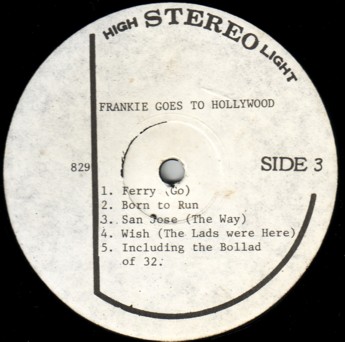 HIGH STEREO LIGHT
FRANKIE GOES TO HOLLYWOOD
829
SIDE 3
1. Ferry (Go)
2. Born to Run
3. San Jose (The Way)
4. Wish (The Lads were Here)
5. Including the Bollad
of 32.